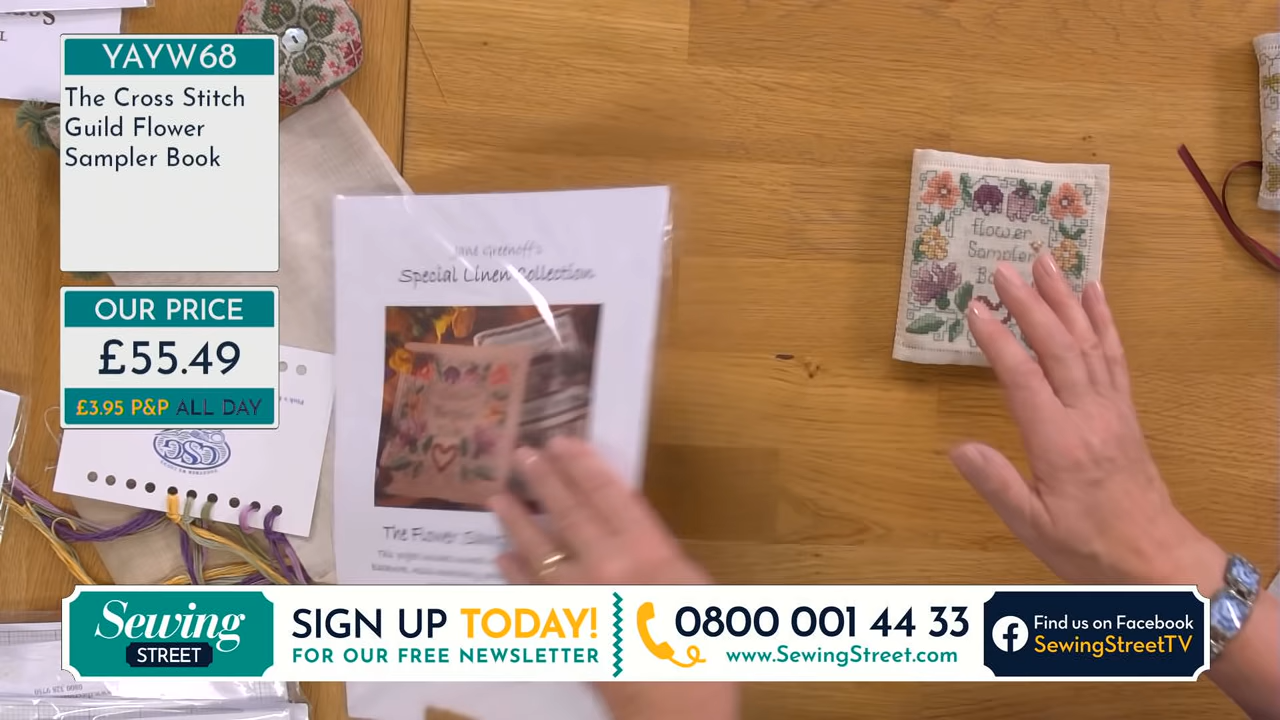 YAYW68
The Cross Stitch
Guild Flower
Sampler Book
OUR PRICE
£55.49
£3.95 P&P ALL DAY
Jane Greenoff's
Special Linen Collection
The Flower
flower
Sampler
Sewing
STREET
SIGN UP TODAY!
FOR OUR FREE NEWSLETTER
0800 001 44 33
www.SewingStreet.com
Find us on Facebook
SewingStreetTV